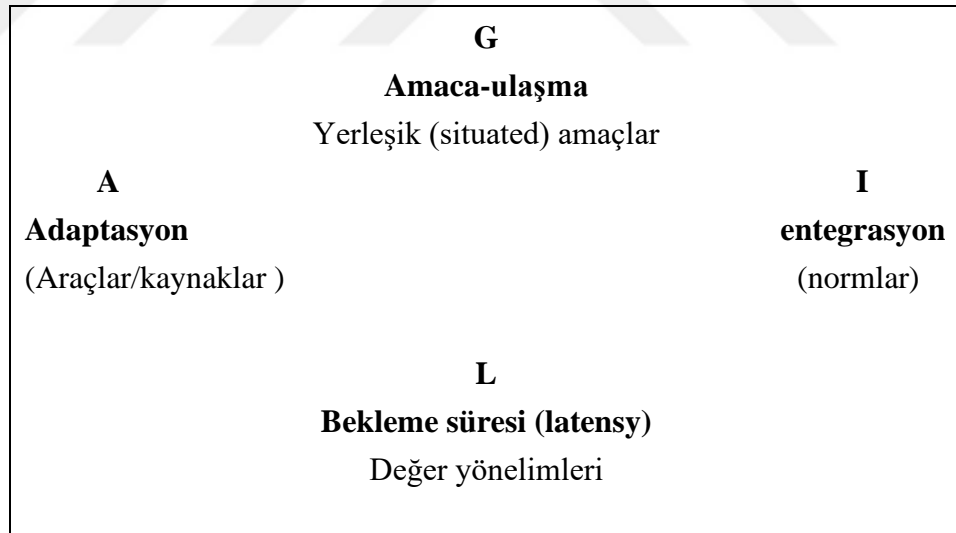 G
Amaca-ulaşma
Yerleşik (situated) amaçlar
A I
Adaptasyon entegrasyon
(Araçlar/kaynaklar ) (normlar)
L
Bekleme süresi (latensy)
Değer yönelimleri